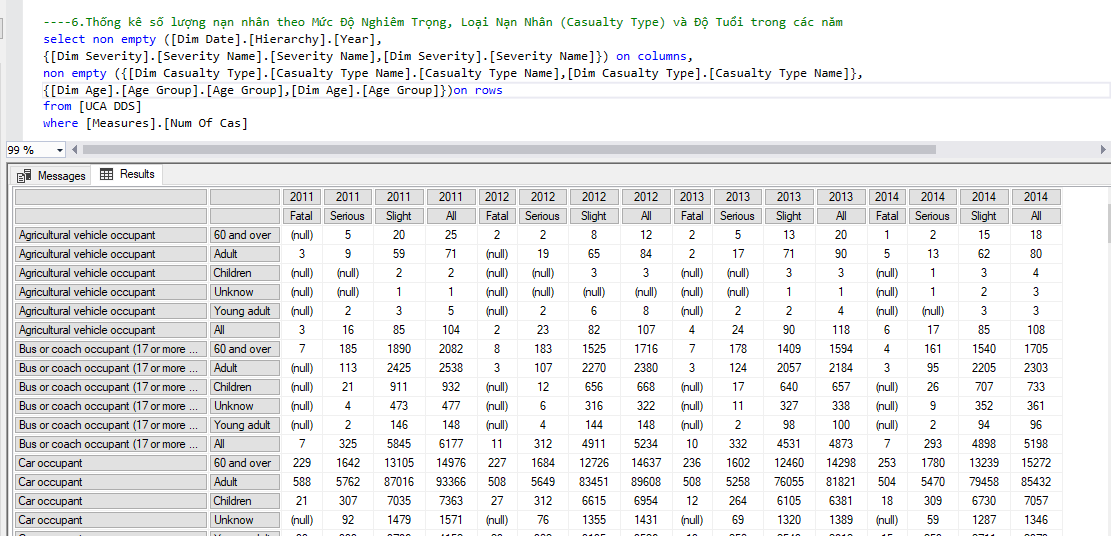 ----6.Thống kê số lượng nạn nhân theo Mức Độ Nghiêm Trọng, Loại Nạn Nhân (Casualty Type) và Độ Tuổi trong các năm
select non empty ([Dim Date].[Hierarchy].[Year],
{[Dim Severity].[Severity Name].[Severity Name],[Dim Severity].[Severity Name]}) on columns,
non empty ({[Dim Casualty Type].[Casualty Type Name].[Casualty Type Name],[Dim Casualty Type].[Casualty Type Name]},
{[Dim Age].[Age Group].[Age Group],[Dim Age].[Age Group]})on rows
from [UCA DDS]
where [Measures].[Num Of Cas]
99 %
Messages Results
2011 2011 2011 2011 2012 2012 2012 2012 2013 2013 2013 2013 2014 2014 2014 2014
Fatal Serious Slight All Fatal Serious Slight All Fatal Serious Slight All Fatal Serious Slight All
Agricultural vehicle occupant 60 and over (null) 5 20 25 2 2 8 12 2 5 13 20 1 2 15 18
Agricultural vehicle occupant Adult 3 9 59 71 (null) 19 65 84 2 17 71 90 5 13 62 80
Agricultural vehicle occupant Children (null) (null) 2 2 (null) (null) 3 3 (null) (null) 3 3 (null) 1 3 4
Agricultural vehicle occupant Unknow (null) (null) 1 1 (null) (null) (null) (null) (null) (null) 1 1 (null) 1 2 3
Agricultural vehicle occupant Young adult (null) 2 3 5 (null) 2 6 8 (null) 2 2 4 (null) (null) 3 3
Agricultural vehicle occupant All 3 16 85 104 2 23 82 107 4 24 90 118 6 17 85 108
Bus or coach occupant (17 or more ... 60 and over 7 185 1890 2082 8 183 1525 1716 7 178 1409 1594 4 161 1540 1705
Bus or coach occupant (17 or more ... Adult (null) 113 2425 2538 3 107 2270 2380 3 124 2057 2184 3 95 2205 2303
Bus or coach occupant (17 or more ... Children (null) 21 911 932 (null) 12 656 668 (null) 17 640 657 (null) 26 707 733
Bus or coach occupant (17 or more ... Unknow (null) 4 473 477 (null) 6 316 322 (null) 11 327 338 (null) 9 352 361
Bus or coach occupant (17 or more ... Young adult (null) 2 146 148 (null) 4 144 148 (null) 2 98 100 (null) 2 94 96
Bus or coach occupant (17 or more ... All 7 325 5845 6177 11 312 4911 5234 10 332 4531 4873 7 293 4898 5198
Car occupant 60 and over 229 1642 13105 14976 227 1684 12726 14637 236 1602 12460 14298 253 1780 13239 15272
Car occupant Adult 588 5762 87016 93366 508 5649 83451 89608 508 5258 76055 81821 504 5470 79458 85432
Car occupant Children 21 307 7035 7363 27 312 6615 6954 12 264 6105 6381 18 309 6730 7057
Car occupant Unknow (null) 92 1479 1571 (null) 76 1355 1431 (null) 69 1320 1389 (null) 59 1287 1346